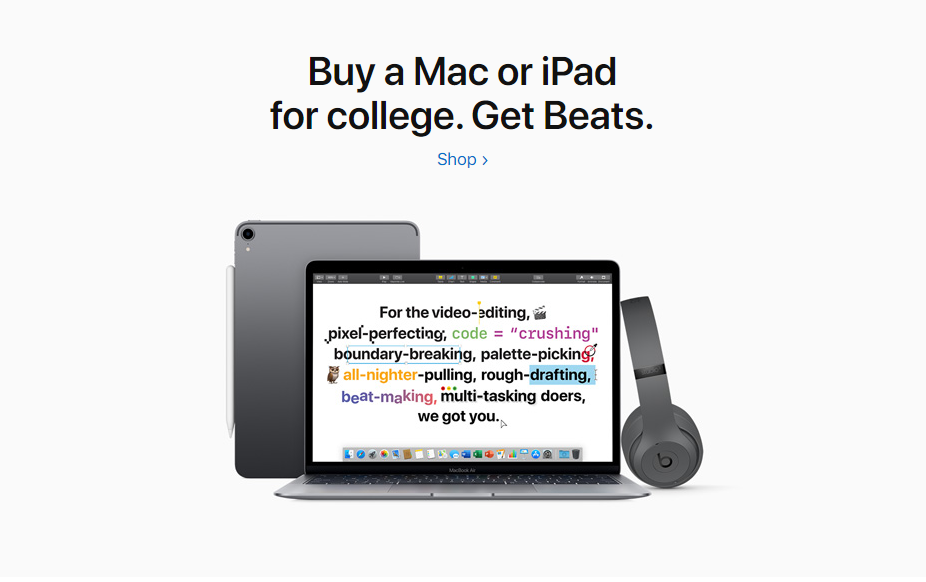 Buy a Mac or iPad
for college. Get Beats.
Shop >
For the video-editing, 🎬
pixel-perfecting, code = “crushing"
boundary-breaking, palette-picking,
🦉 all-nighter-pulling, rough-drafting,
beat-making, multi-tasking doers,
we got you.
MacBook Air